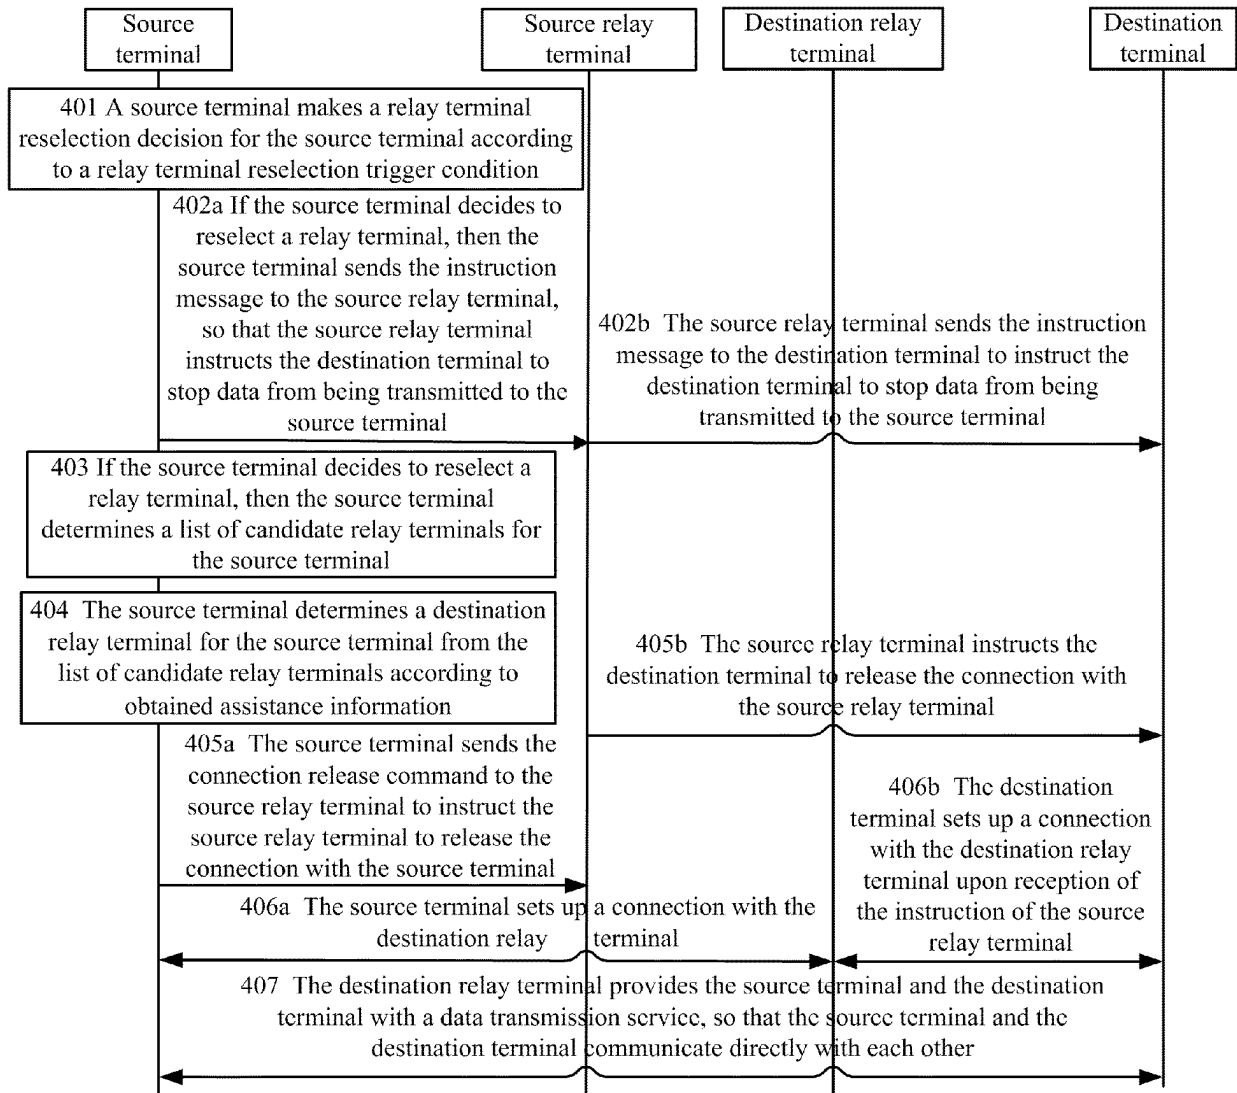 Source
terminal
Source relay
terminal
Destination relay
terminal
Destination
terminal
401 A source terminal makes a relay terminal
reselection decision for the source terminal according
to a relay terminal reselection trigger condition
402a If the source terminal decides to
reselect a relay terminal, then the
source terminal sends the instruction
message to the source relay terminal,
so that the source relay terminal
instructs the destination terminal to
stop data from being transmitted to the
source terminal
402b The source relay terminal sends the instruction
message to the destination terminal to instruct the
destination terminal to stop data from being
transmitted to the source terminal
403 If the source terminal decides to reselect a
relay terminal, then the source terminal
determines a list of candidate relay terminals for
the source terminal
404 The source terminal determines a destination
relay terminal for the source terminal from the
list of candidate relay terminals according to
obtained assistance information
405b The source relay terminal instructs the
destination terminal to release the connection with
the source relay terminal
405a The source terminal sends the
connection release command to the
source relay terminal to instruct the
source relay terminal to release the
connection with the source terminal
406b The destination
terminal sets up a connection
with the destination relay
terminal upon reception of
the instruction of the source
relay terminal
406a The source terminal sets up a connection with the
destination relay terminal
407 The destination relay terminal provides the source terminal and the destination
terminal with a data transmission service, so that the source terminal and the
destination terminal communicate directly with each other